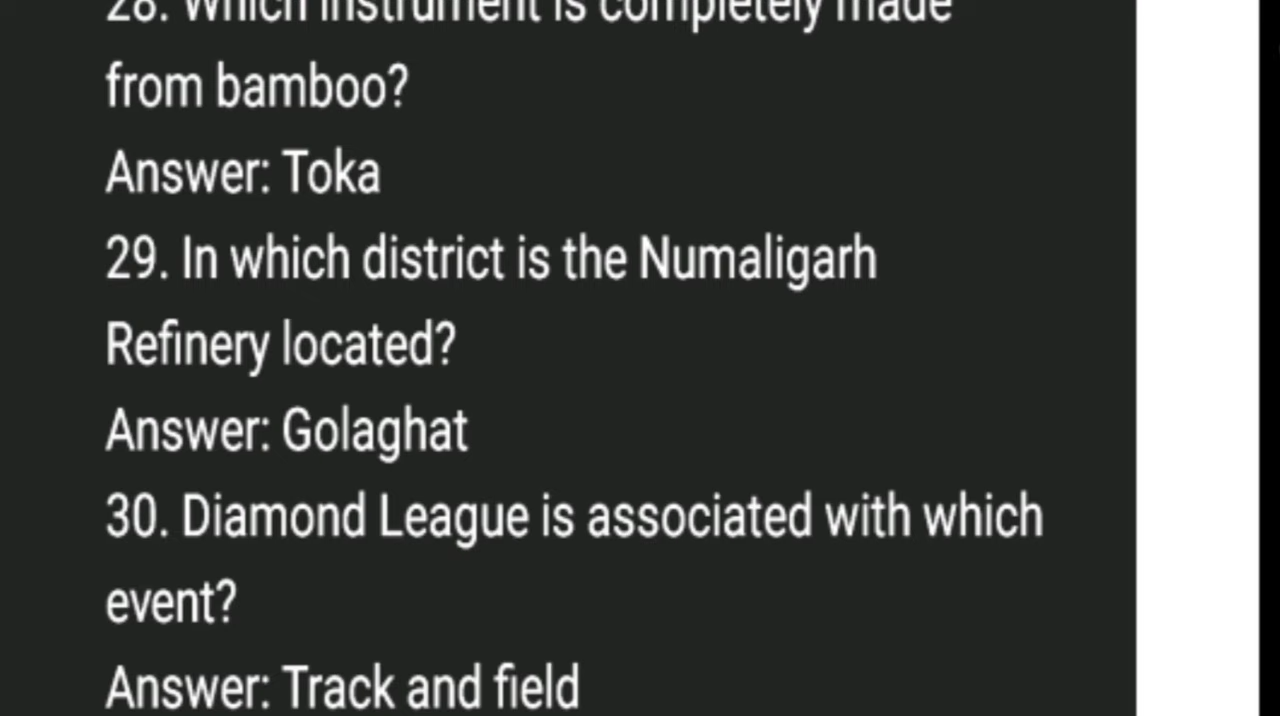 28. Which instrument is completely made
from bamboo?
Answer: Toka
29. In which district is the Numaligarh
Refinery located?
Answer: Golaghat
30. Diamond League is associated with which
event?
Answer: Track and field